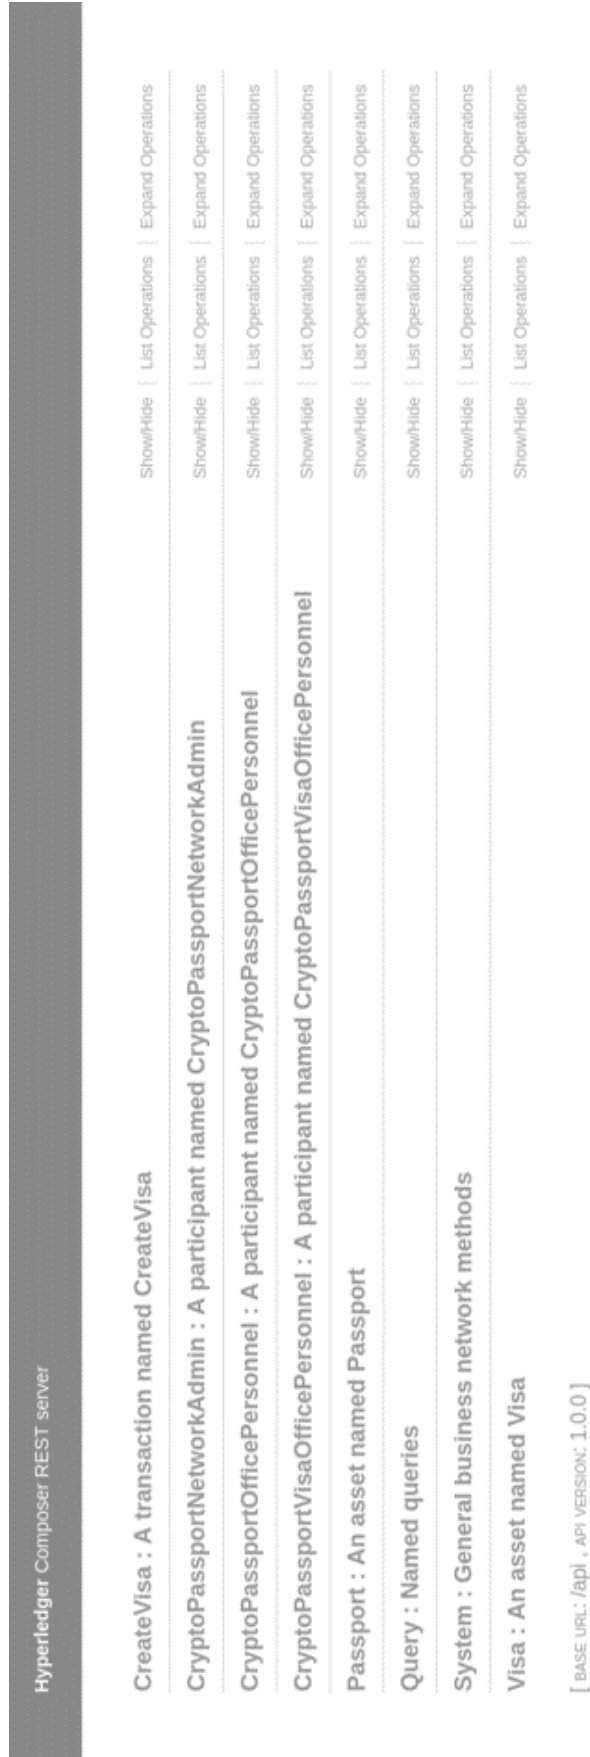 Hyperledger Composer REST server
CreateVisa : A transaction named CreateVisa Show/Hide List Operations Expand Operations
CryptoPassportNetworkAdmin : A participant named CryptoPassportNetworkAdmin Show/Hide List Operations Expand Operations
CryptoPassportOfficePersonnel : A participant named CryptoPassportOfficePersonnel Show/Hide List Operations Expand Operations
CryptoPassportVisaOfficePersonnel : A participant named CryptoPassportVisaOfficePersonnel Show/Hide List Operations Expand Operations
Passport : An asset named Passport Show/Hide List Operations Expand Operations
Query : Named queries Show/Hide List Operations Expand Operations
System : General business network methods Show/Hide List Operations Expand Operations
Visa : An asset named Visa Show/Hide List Operations Expand Operations
[ BASE URL: /api , API VERSION: 1.0.0 ]